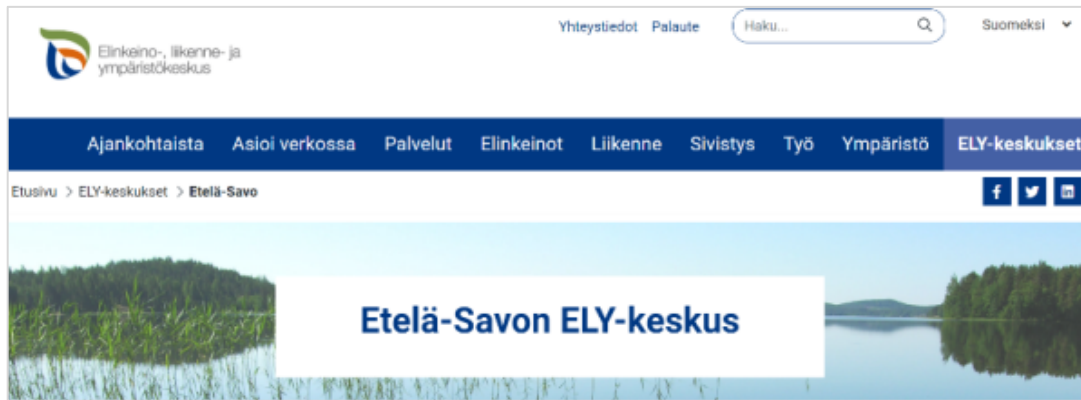 Yhteystiedot Palaute Haku... Suomeksi
Elinkeino-, liikenne- ja
ympäristökeskus
Ajankohtaista Asioi verkossa Palvelut Elinkeinot Liikenne Sivistys Työ Ympäristö ELY-keskukset
Etusivu > ELY-keskukset > Etelä-Savo
Etelä-Savon ELY-keskus